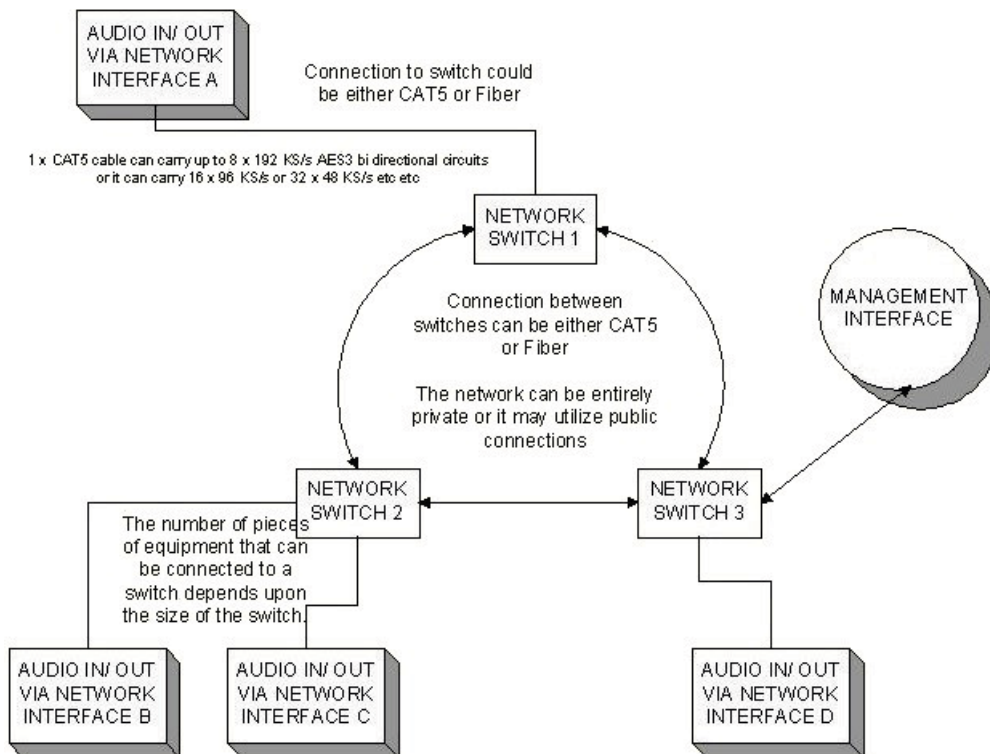 AUDIO IN/ OUT
VIA NETWORK
INTERFACE A
Connection to switch could
be either CAT5 or Fiber
1 x CAT5 cable can carry up to 8 x 192 KS/s AES3 bi directional circuits
or it can carry 16 x 96 KS/s or 32 x 48 KS/s etc etc
NETWORK
SWITCH 1
Connection between
switches can be either CAT5
or Fiber
The network can be entirely
private or it may utilize public
connections
MANAGEMENT
INTERFACE
NETWORK
SWITCH 2
NETWORK
SWITCH 3
The number of pieces
of equipment that can
be connected to a
switch depends upon
the size of the switch.
AUDIO IN/ OUT
VIA NETWORK
INTERFACE B
AUDIO IN/ OUT
VIA NETWORK
INTERFACE C
AUDIO IN/ OUT
VIA NETWORK
INTERFACE D